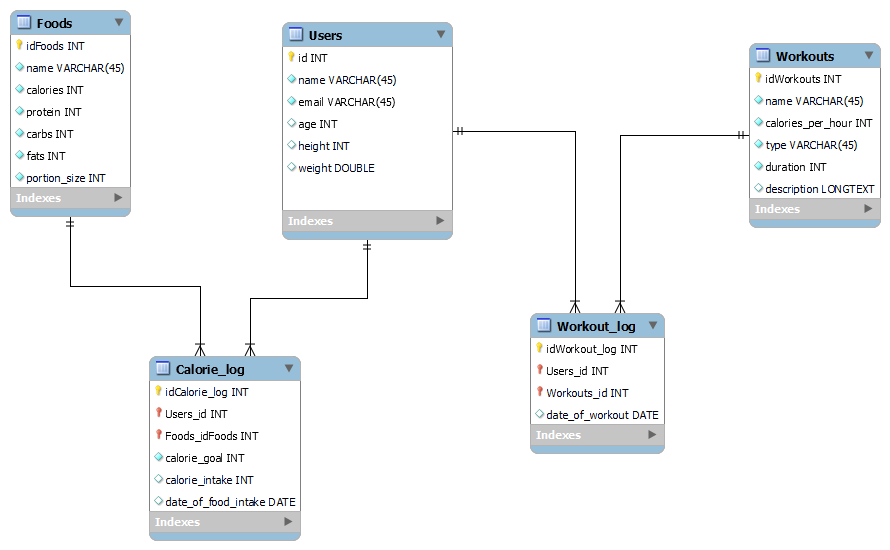 Foods
idFoods INT
name VARCHAR(45)
calories INT
protein INT
carbs INT
fats INT
portion_size INT
Indexes
Users
id INT
name VARCHAR(45)
email VARCHAR(45)
age INT
height INT
weight DOUBLE
Indexes
Workouts
idWorkouts INT
name VARCHAR(45)
calories_per_hour INT
type VARCHAR(45)
duration INT
description LONGTEXT
Indexes
Calorie_log
idCalorie_log INT
Users_id INT
Foods_idFoods INT
calorie_goal INT
calorie_intake INT
date_of_food_intake DATE
Indexes
Workout_log
idWorkout_log INT
Users_id INT
Workouts_id INT
date_of_workout DATE
Indexes